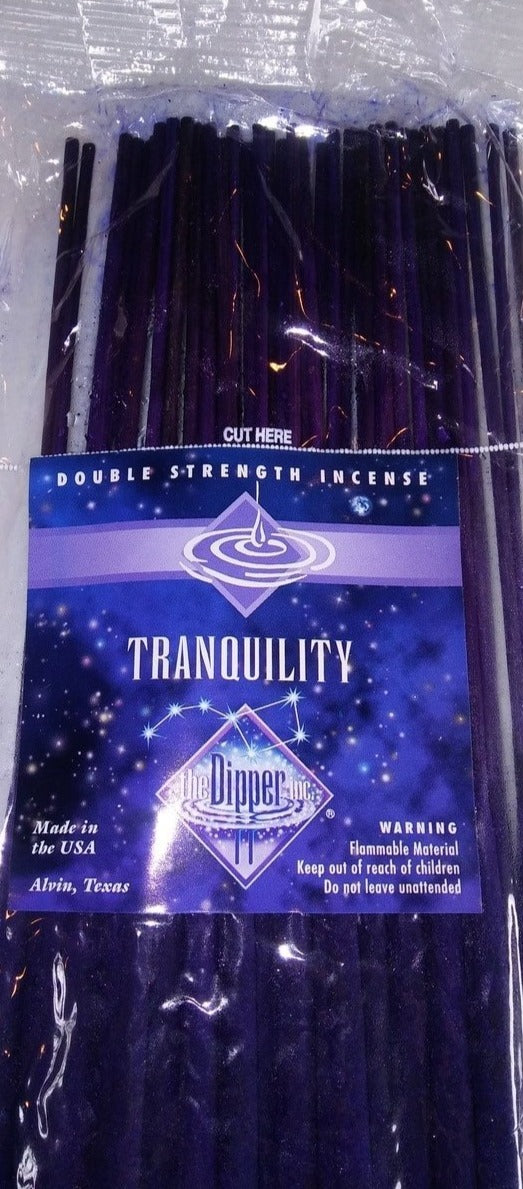 CUT HERE
DOUBLE STRENGTH INCENSE
TRANQUILITY
the Dipper inc.
®
Made in
the USA
Alvin, Texas
WARNING
Flammable Material
Keep out of reach of children
Do not leave unattended